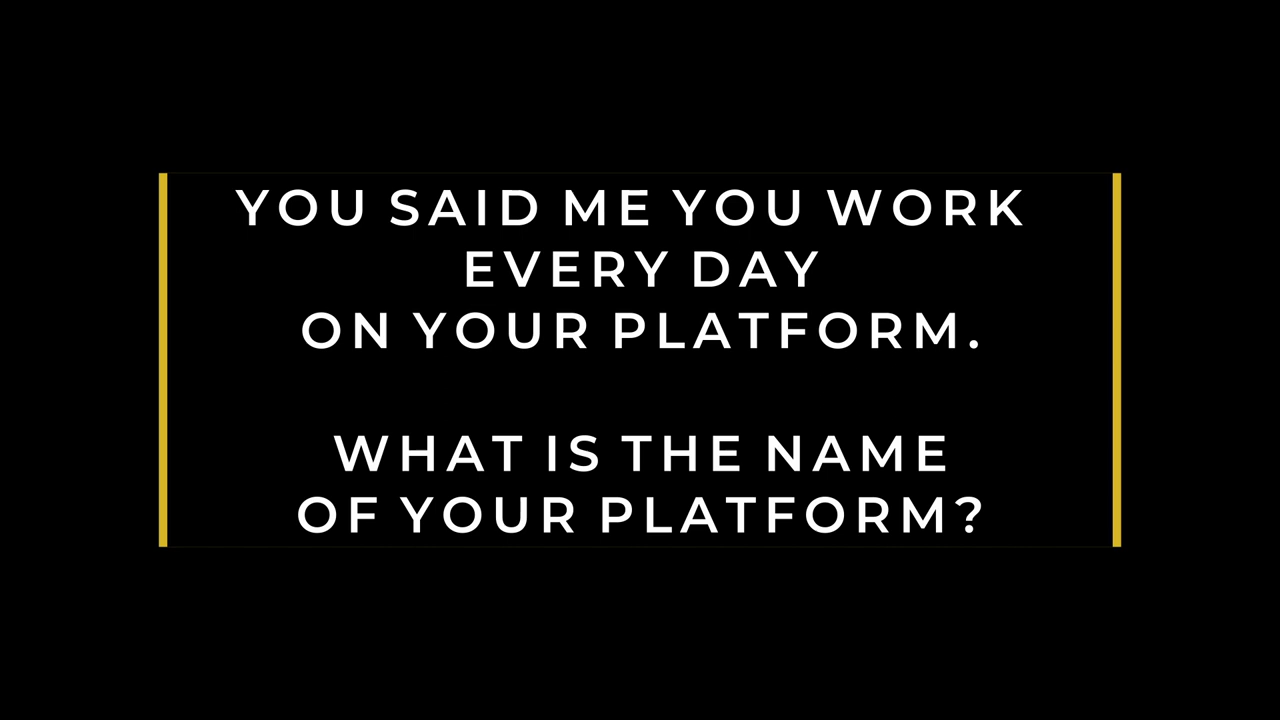 YOU SAID ME YOU WORK
EVERY DAY
ON YOUR PLATFORM.
WHAT IS THE NAME
OF YOUR PLATFORM?